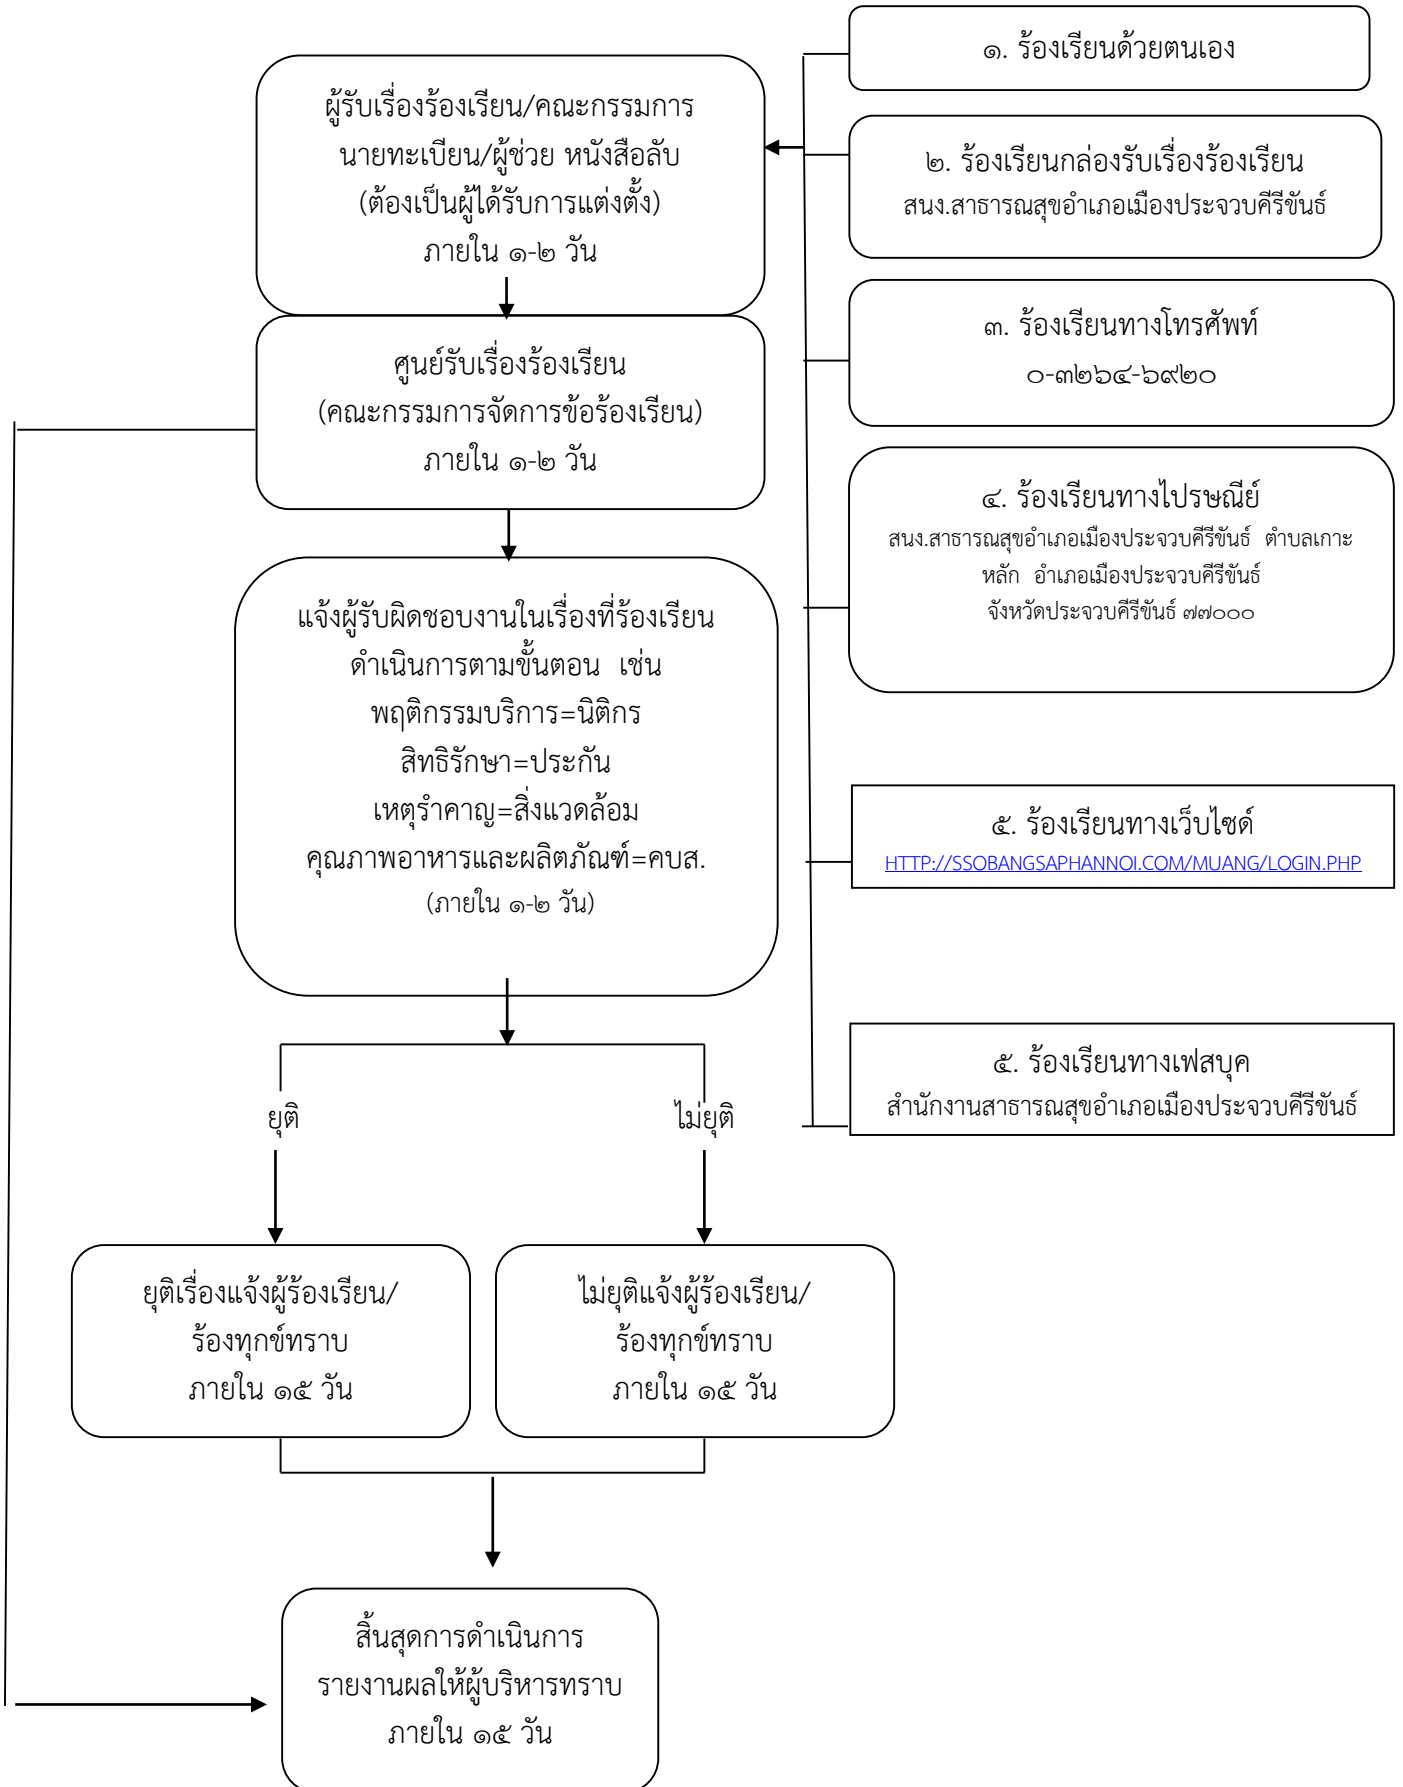 ๑. ร้องเรียนด้วยตนเอง
ผู้รับเรื่องร้องเรียน/คณะกรรมการ
นายทะเบียน/ผู้ช่วย หนังสือลับ
(ต้องเป็นผู้ได้รับการแต่งตั้ง)
ภายใน ๑-๒ วัน
๒. ร้องเรียนกล่องรับเรื่องร้องเรียน
สนง.สาธารณสุขอำเภอเมืองประจวบคีรีขันธ์
๓. ร้องเรียนทางโทรศัพท์
๐-๓๒๖๔-๖๙๒๐
ศูนย์รับเรื่องร้องเรียน
(คณะกรรมการจัดการข้อร้องเรียน)
ภายใน ๑-๒ วัน
๔. ร้องเรียนทางไปรษณีย์
สนง.สาธารณสุขอำเภอเมืองประจวบคีรีขันธ์ ตำบลเกาะ
หลัก อำเภอเมืองประจวบคีรีขันธ์
จังหวัดประจวบคีรีขันธ์ ๗๗๐๐๐
แจ้งผู้รับผิดชอบงานในเรื่องที่ร้องเรียน
ดำเนินการตามขั้นตอน เช่น
พฤติกรรมบริการ=นิติกร
สิทธิรักษา=ประกัน
เหตุรำคาญ=สิ่งแวดล้อม
คุณภาพอาหารและผลิตภัณฑ์=คบส.
(ภายใน ๑-๒ วัน)
๕. ร้องเรียนทางเว็บไซด์
HTTP://SSOBANGSAPHANNOI.COM/MUANG/LOGIN.PHP
๕. ร้องเรียนทางเฟสบุค
สำนักงานสาธารณสุขอำเภอเมืองประจวบคีรีขันธ์
ยุติ
ไม่ยุติ
ยุติเรื่องแจ้งผู้ร้องเรียน/
ร้องทุกข์ทราบ
ภายใน ๑๕ วัน
ไม่ยุติแจ้งผู้ร้องเรียน/
ร้องทุกข์ทราบ
ภายใน ๑๕ วัน
สิ้นสุดการดำเนินการ
รายงานผลให้ผู้บริหารทราบ
ภายใน ๑๕ วัน